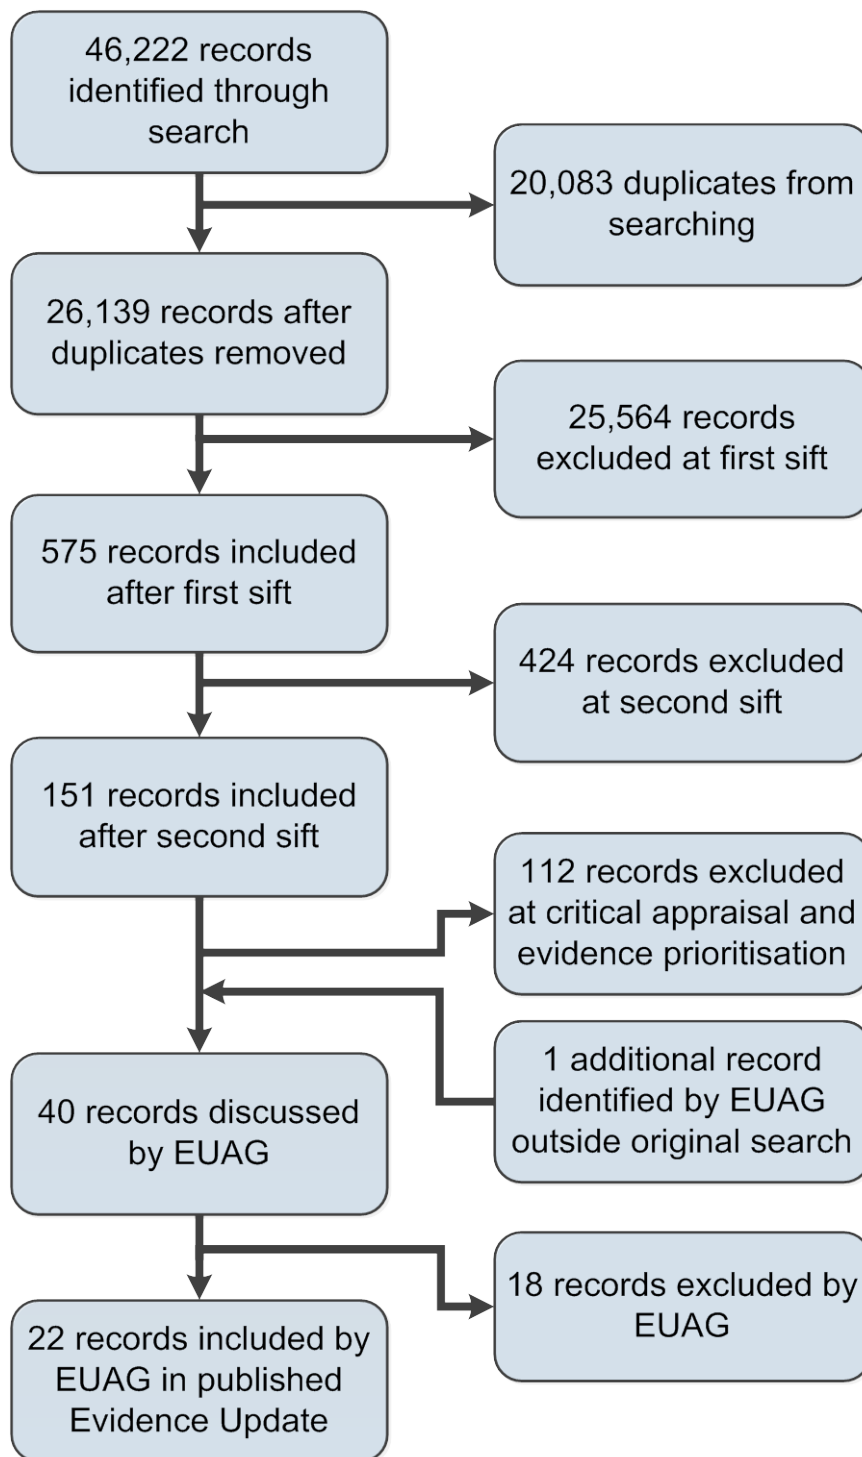 46,222 records
identified through
search
20,083 duplicates from
searching
26,139 records after
duplicates removed
25,564 records
excluded at first sift
575 records included
after first sift
424 records excluded
at second sift
151 records included
after second sift
112 records excluded
at critical appraisal and
evidence prioritisation
1 additional record
identified by EUAG
outside original search
40 records discussed
by EUAG
18 records excluded by
EUAG
22 records included by
EUAG in published
Evidence Update